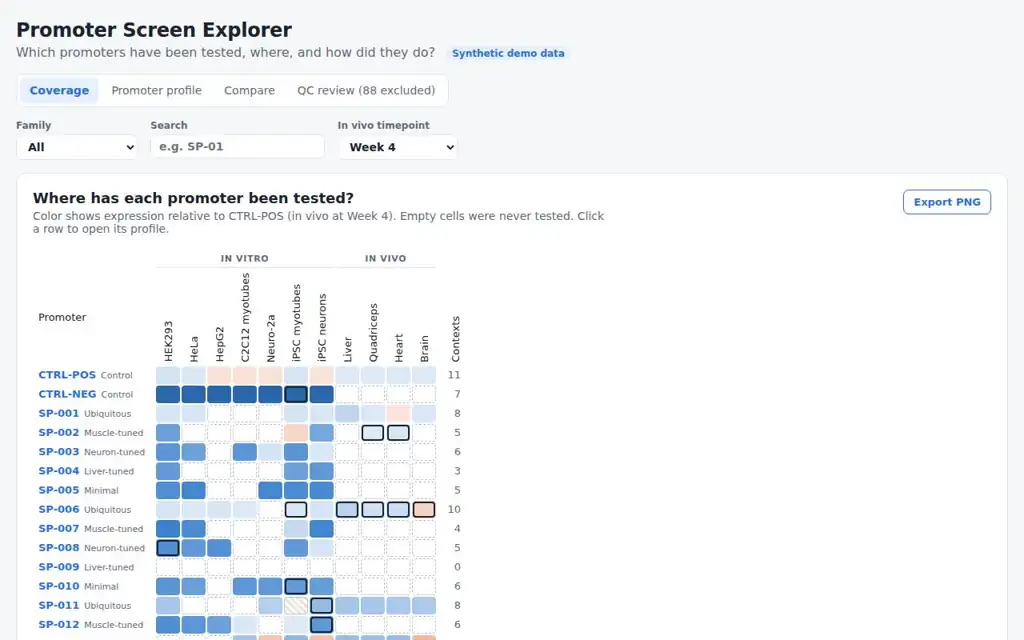 Promoter Screen Explorer
Which promoters have been tested, where, and how did they do? Synthetic demo data
Coverage Promoter profile Compare QC review (88 excluded)
Family Search In vivo timepoint
All e.g. SP-01 Week 4
Where has each promoter been tested?
Export PNG
Color shows expression relative to CTRL-POS (in vivo at Week 4). Empty cells were never tested. Click
a row to open its profile.
IN VITRO IN VIVO
Promoter HEK293 HeLa HepG2 C2C12 myotubes Neuro-2a iPSC myotubes iPSC neurons Liver Quadriceps Heart Brain Contexts
CTRL-POS Control 11
CTRL-NEG Control 7
SP-001 Ubiquitous 8
SP-002 Muscle-tuned 5
SP-003 Neuron-tuned 6
SP-004 Liver-tuned 3
SP-005 Minimal 5
SP-006 Ubiquitous 10
SP-007 Muscle-tuned 4
SP-008 Neuron-tuned 5
SP-009 Liver-tuned 0
SP-010 Minimal 6
SP-011 Ubiquitous 8
SP-012 Muscle-tuned 6